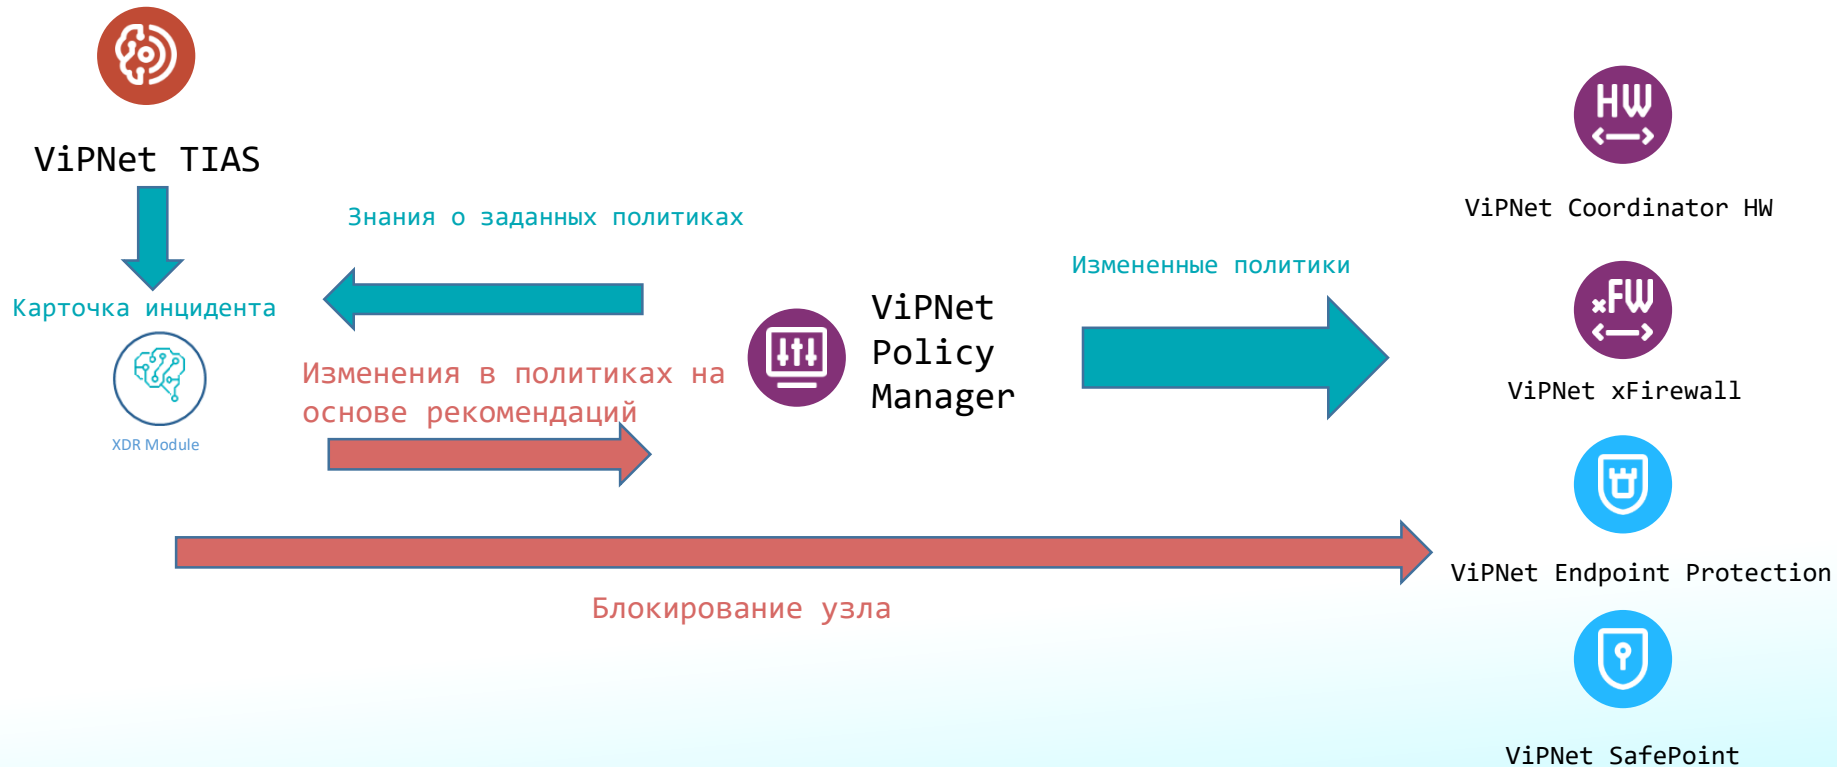 ViPNet TIAS
Карточка инцидента
XDR Module
Знания о заданных политиках
Изменения в политиках на
основе рекомендаций
ViPNet
Policy
Manager
Измененные политики
Блокирование узла
HW
ViPNet Coordinator HW
xFW
ViPNet xFirewall
ViPNet Endpoint Protection
ViPNet SafePoint